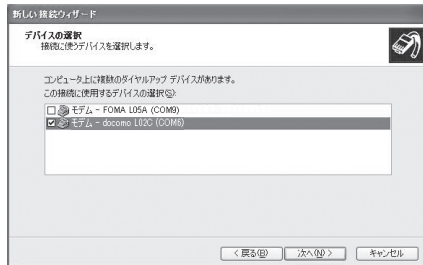 新しい接続ウィザード
デバイスの選択
接続に使うデバイスを選択します。
コンピュータ上に複数のダイヤルアップ デバイスがあります。
この接続に使用するデバイスの選択(S):
モデム - FOMA L05A (COM9)
モデム - docomo L02C (COM6)
< 戻る(B)
次へ(N) >
キャンセル